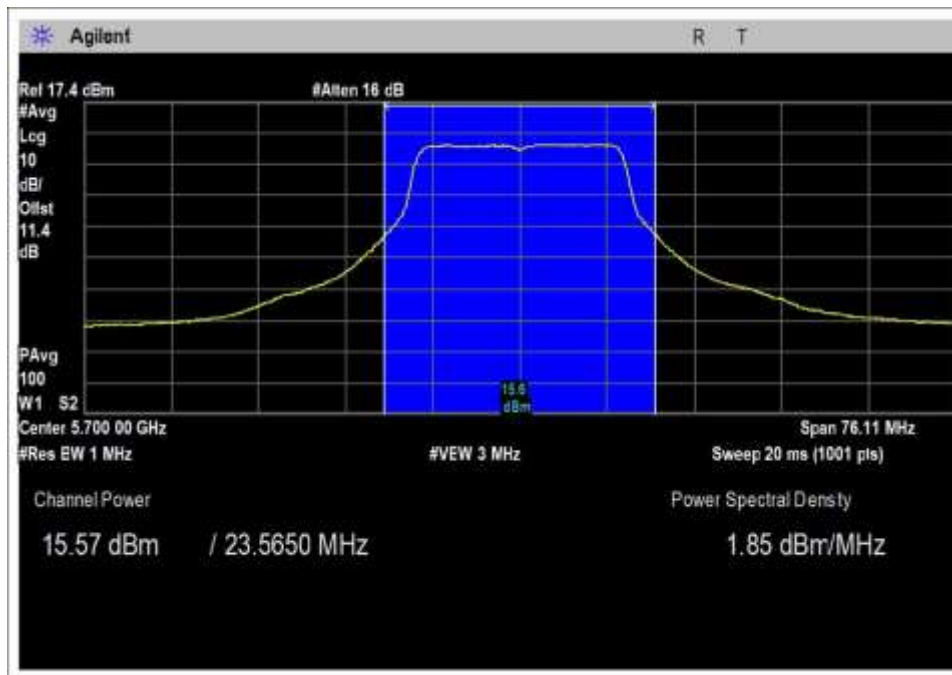 Agilent
R T
Ref 17.4 dBm #Atten 16 dB
#Avg
Log
10
dB/
Offst
11.4
dB
PAvg
100
W1 S2
15.6
dBm
Center 5.700 00 GHz Span 76.11 MHz
#Res BW 1 MHz #VBW 3 MHz Sweep 20 ms (1001 pts)
Channel Power Power Spectral Density
15.57 dBm / 23.5650 MHz 1.85 dBm/MHz